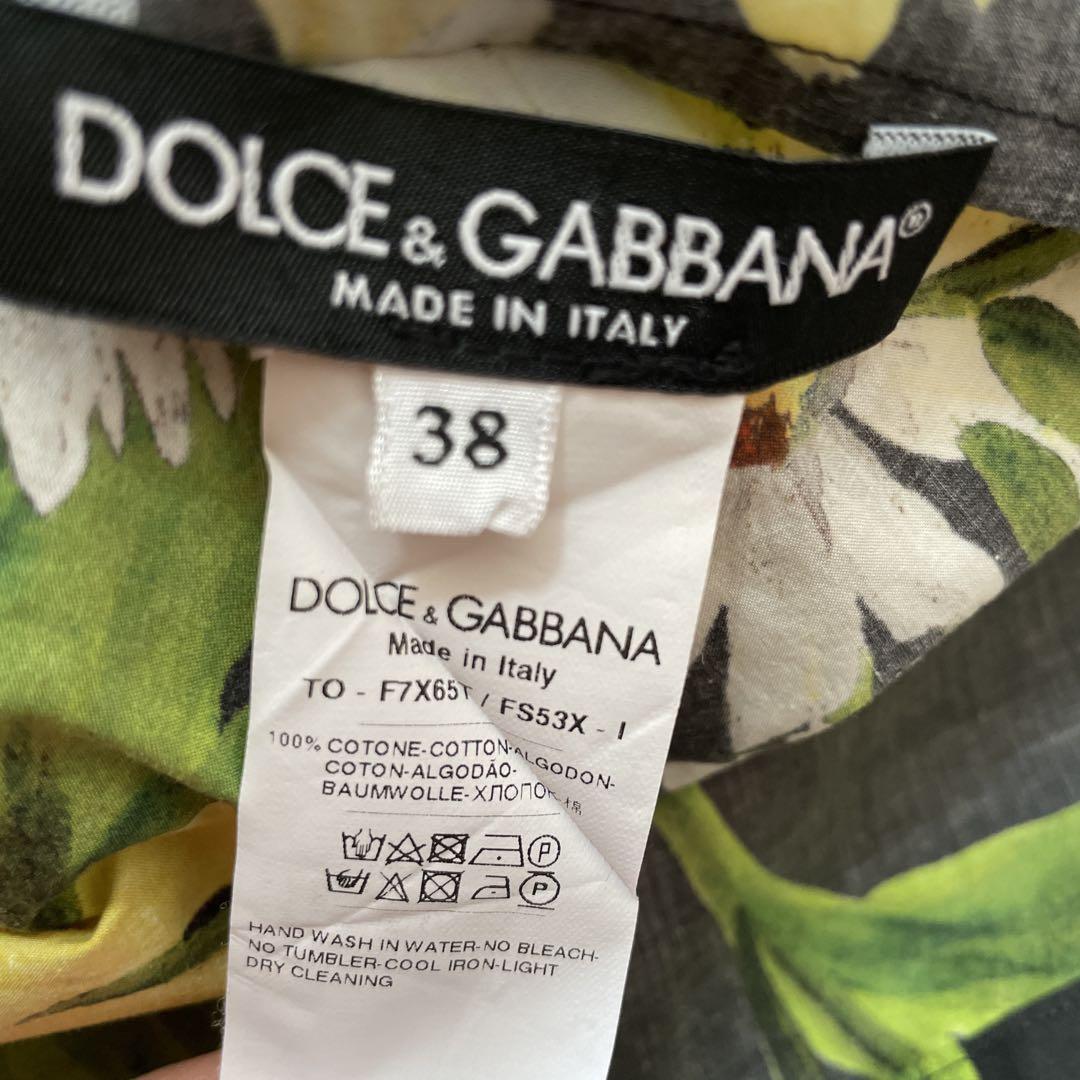 DOLCE & GABBANA®
MADE IN ITALY
38
DOLCE & GABBANA
Made in Italy
TO - F7X65T / FS53X - I
100% COTONE-COTTON-ALGODON-
COTON-ALGODÃO-
BAUMWOLLE-ХЛОПОК 棉
P
P
HAND WASH IN WATER-NO BLEACH-
NO TUMBLER-COOL IRON-LIGHT
DRY CLEANING